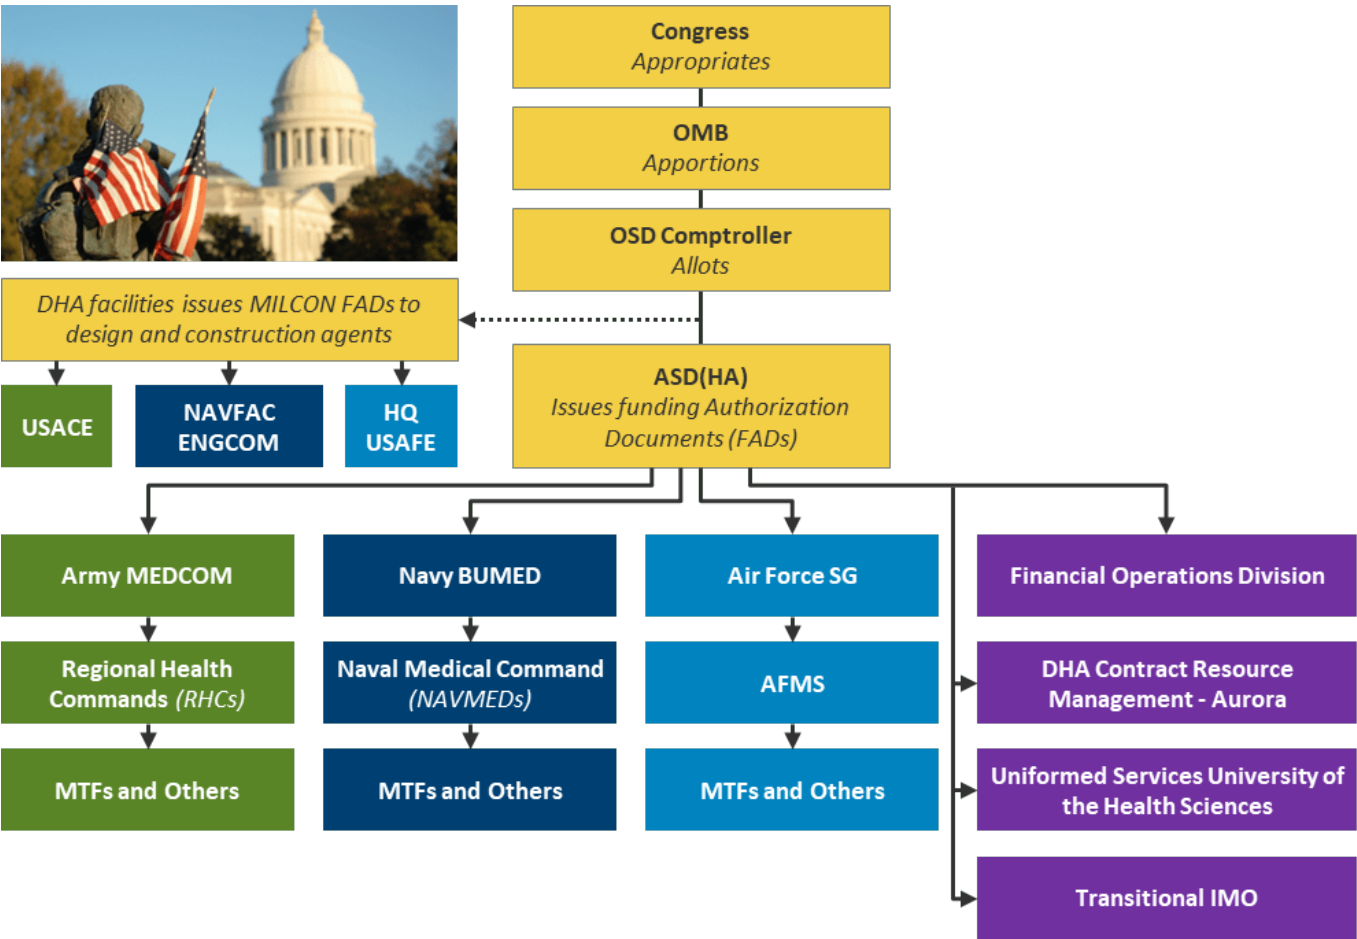 Congress
Appropriates
OMB
Apportions
OSD Comptroller
Allots
DHA facilities issues MILCON FADs to
design and construction agents
USACE
NAVFAC
ENGCOM
HQ
USAFE
ASD(HA)
Issues funding Authorization
Documents (FADs)
Army MEDCOM
Regional Health
Commands (RHCs)
MTFs and Others
Navy BUMED
Naval Medical Command
(NAVMEDs)
MTFs and Others
Air Force SG
AFMS
MTFs and Others
Financial Operations Division
DHA Contract Resource
Management - Aurora
Uniformed Services University of
the Health Sciences
Transitional IMO